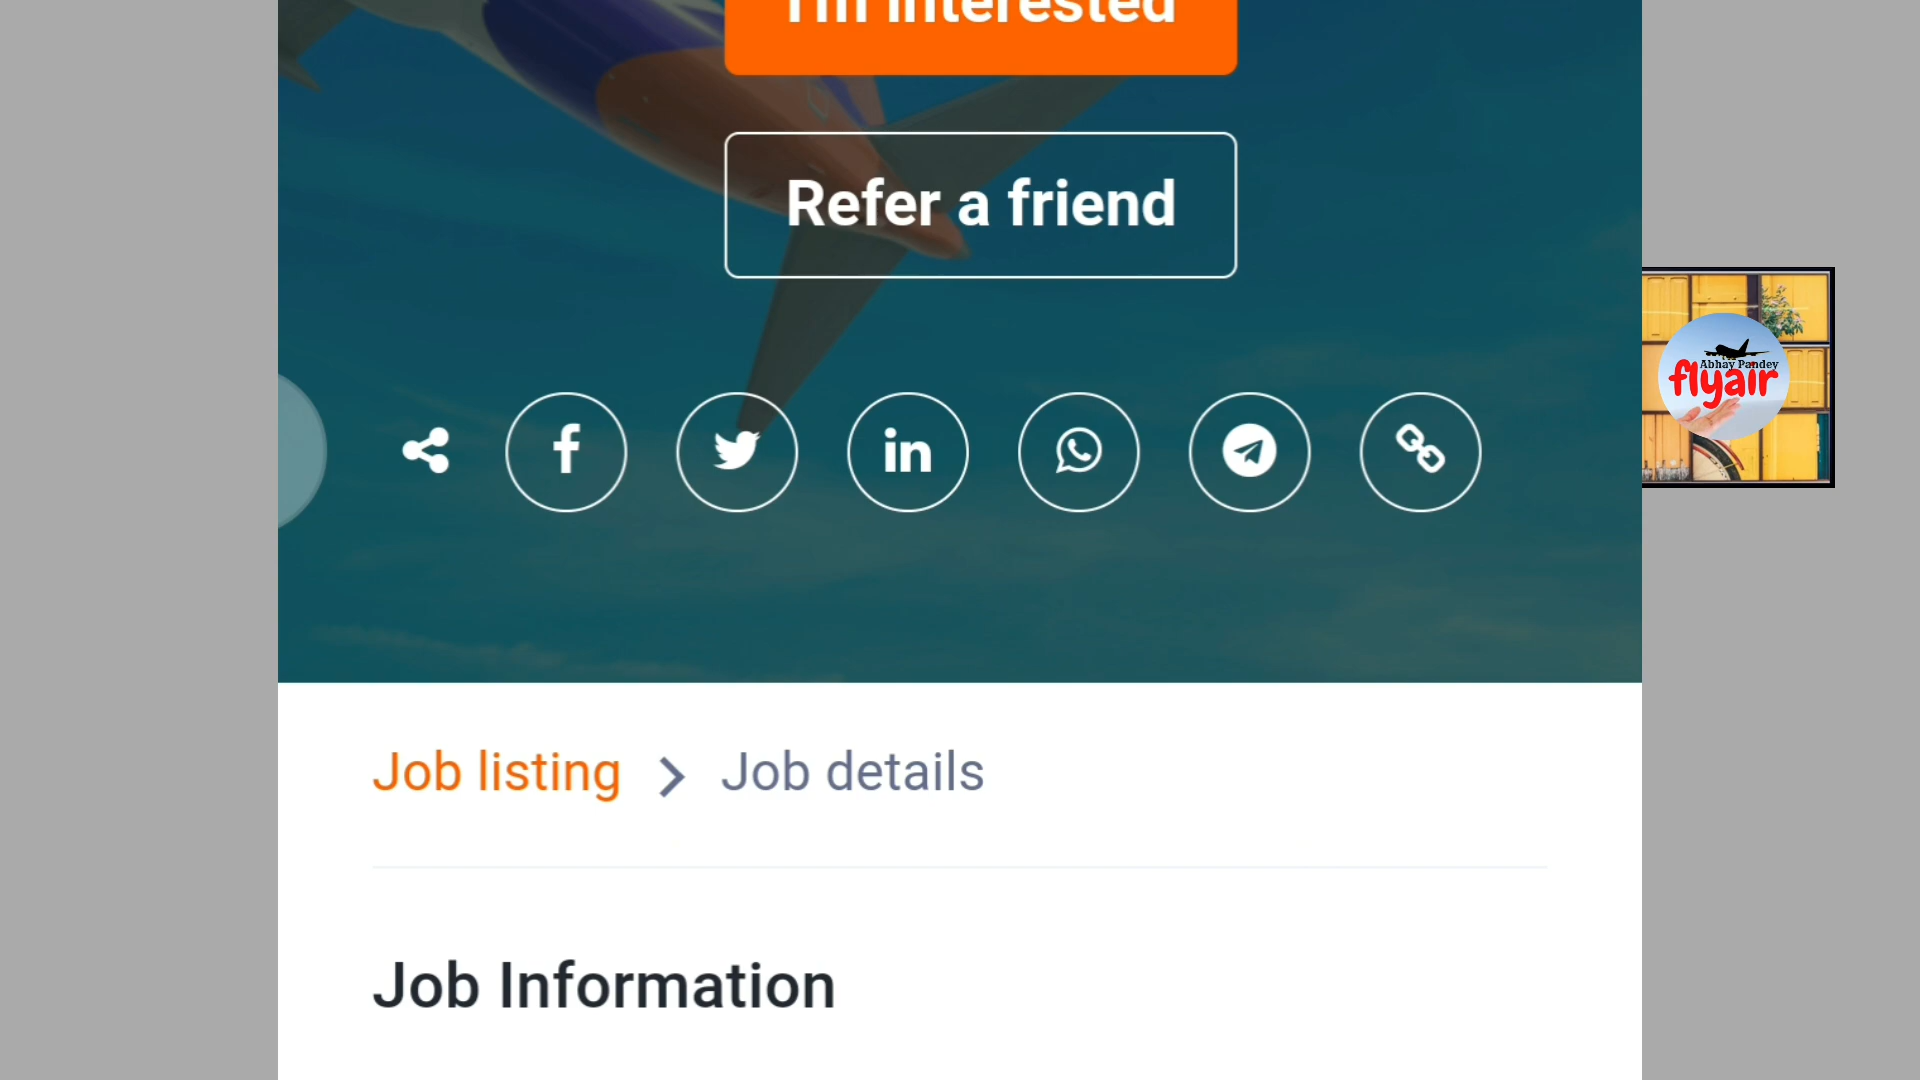 I'm interested
Refer a friend
Abhay Pandey
flyair
Job listing > Job details
Job Information